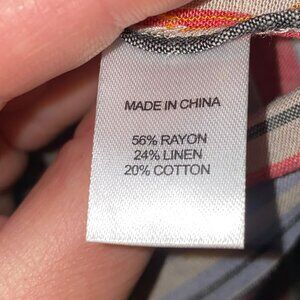 MADE IN CHINA
56% RAYON
24% LINEN
20% COTTON